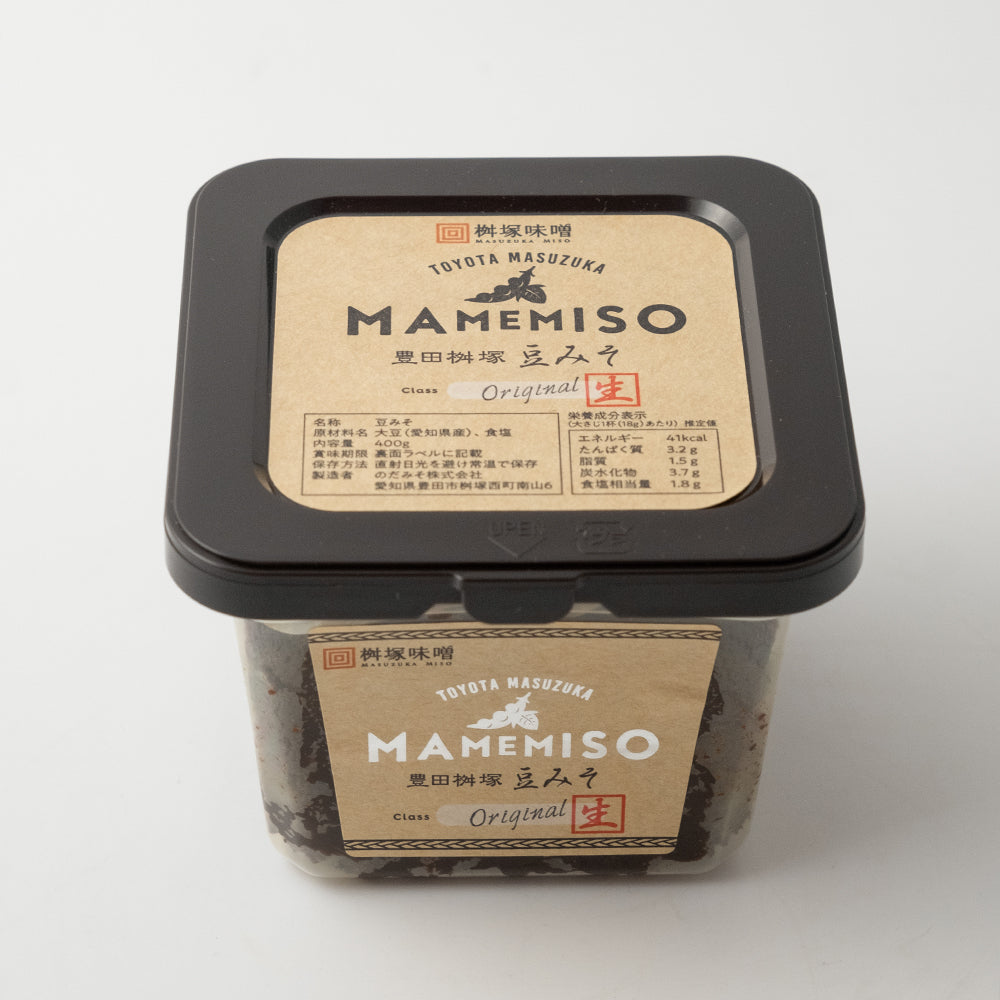 桝塚味噌
MASUZUKA MISO
TOYOTA MASUZUKA
MAMEMISO
豊田桝塚 豆みそ
Class Original 生
名称 豆みそ
原材料名 大豆(愛知県産)、食塩
内容量 400g
賞味期限 裏面ラベルに記載
保存方法 直射日光を避け常温で保存
製造者 のだみそ株式会社
愛知県豊田市桝塚西町南山6
栄養成分表示
(大さじ1杯(18g)あたり) 推定値
エネルギー 41kcal
たんぱく質 3.2g
脂質 1.5g
炭水化物 3.7g
食塩相当量 1.8g
OPEN
プラ
桝塚味噌
MASUZUKA MISO
TOYOTA MASUZUKA
MAMEMISO
豊田桝塚 豆みそ
Class Original 生